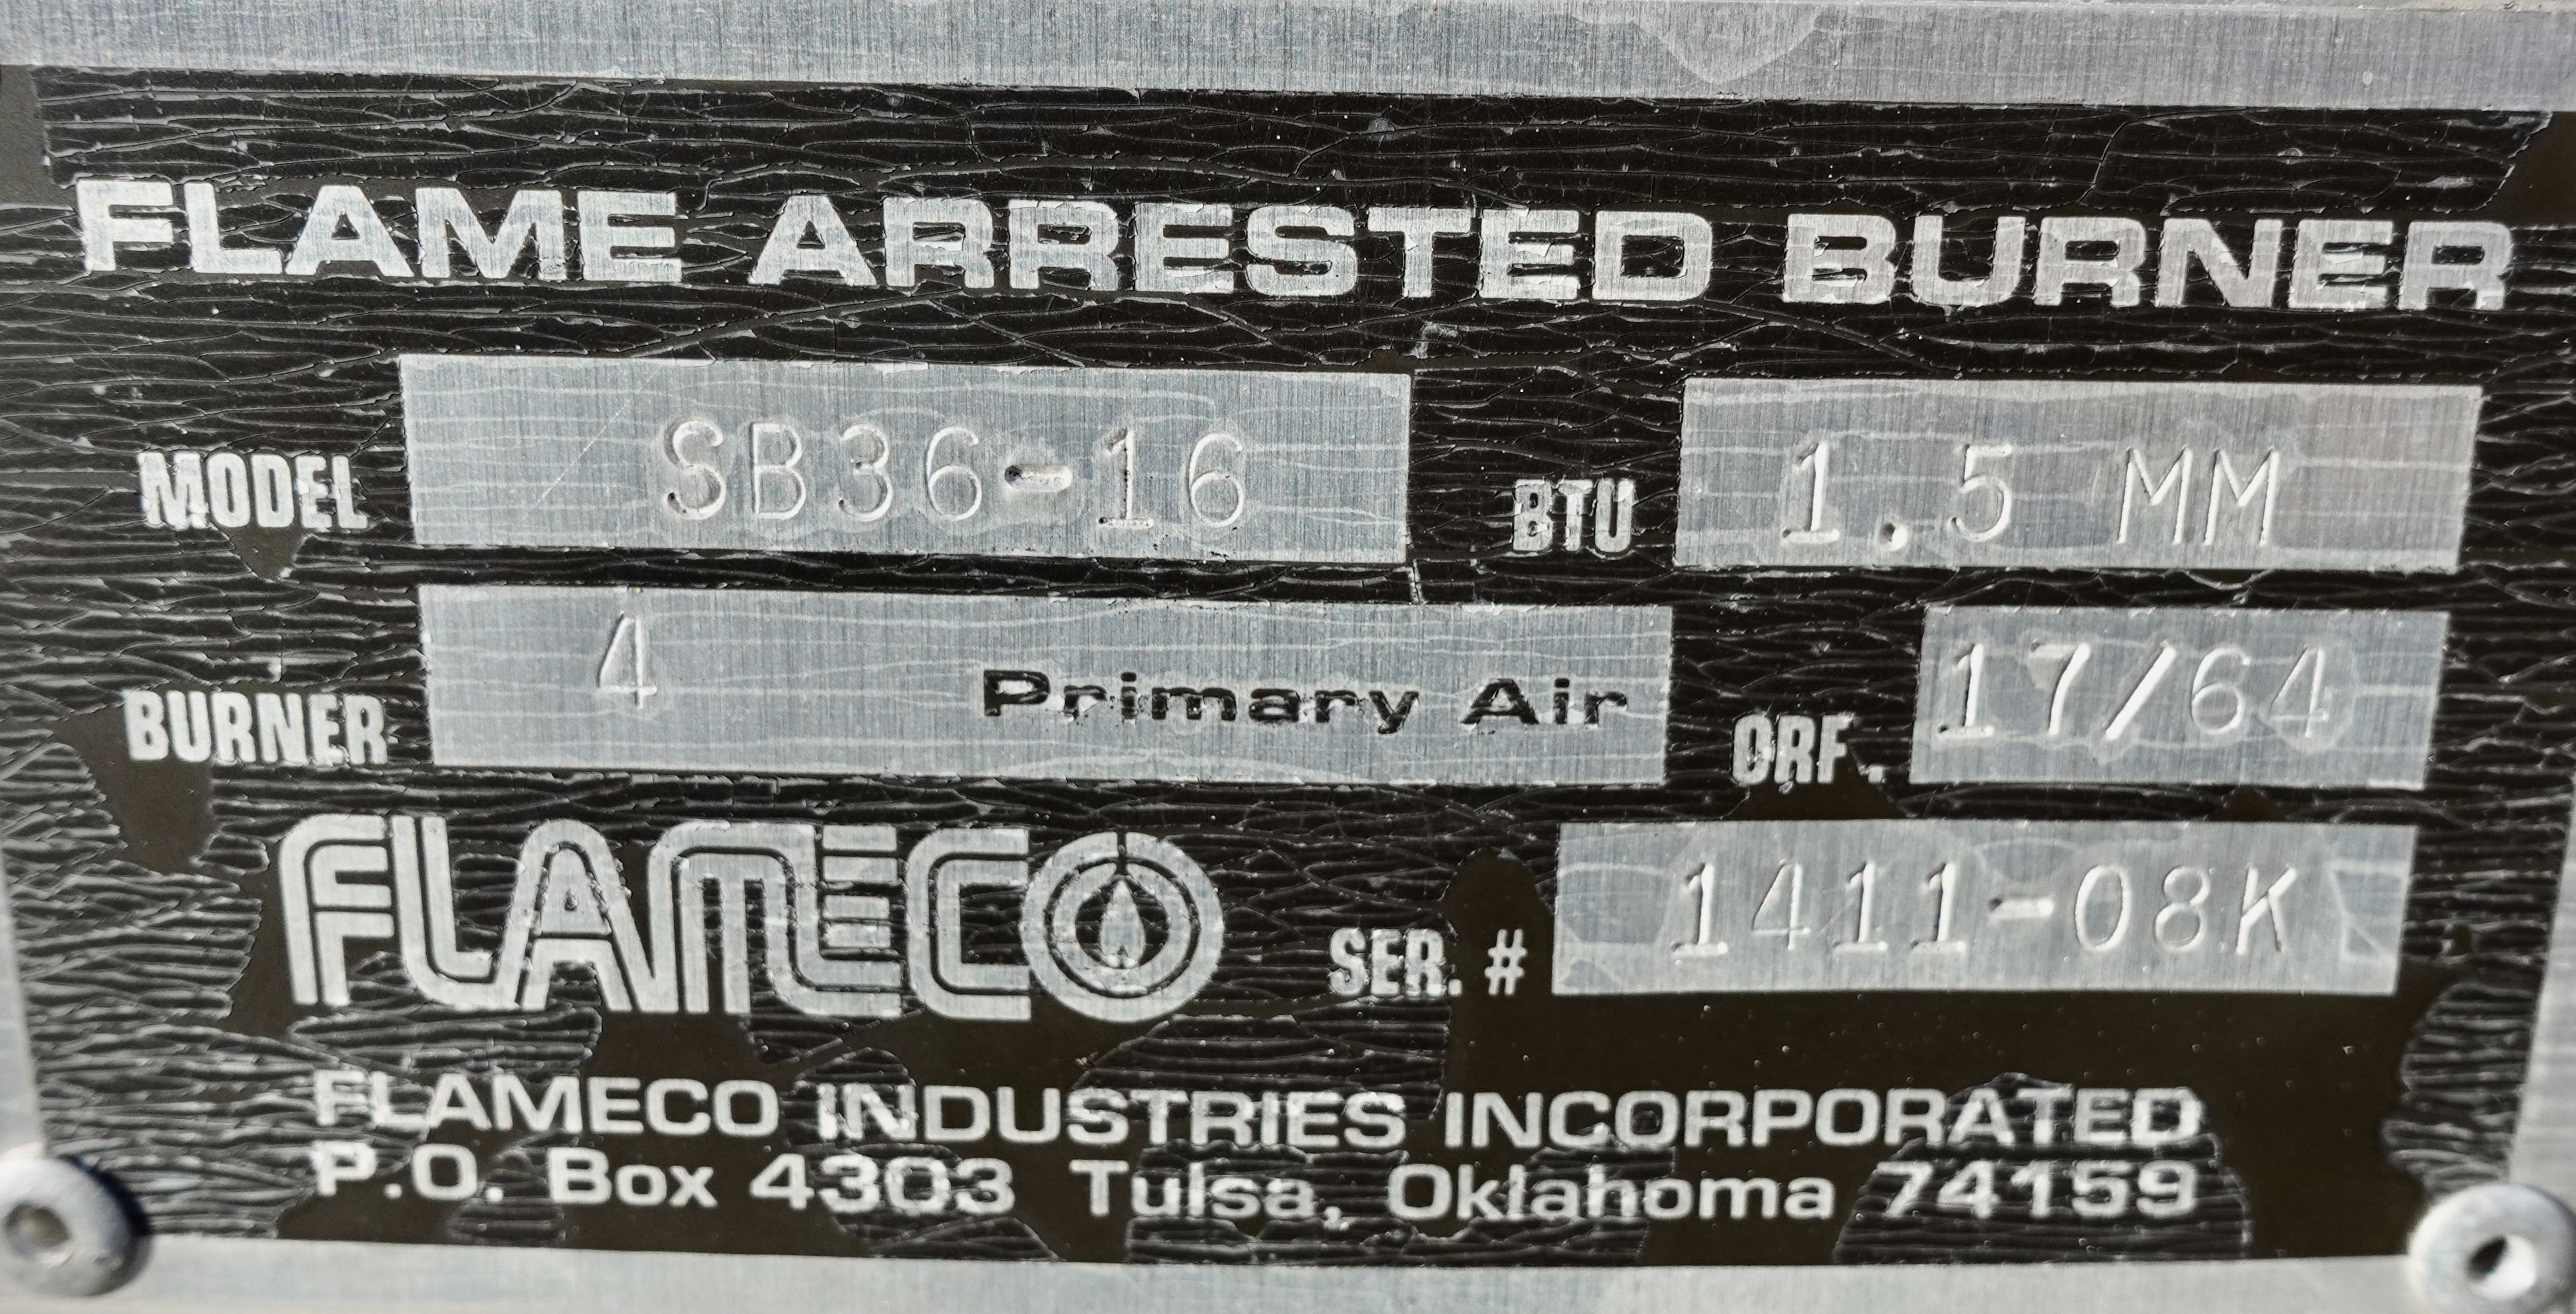 FLAME ARRESTED BURNER
MODEL SB36-16 BTU 1.5 MM
BURNER 4 Primary Air ORF. 17/64
FLAMECO SER. # 1411-08K
FLAMECO INDUSTRIES INCORPORATED
P.O. Box 4303 Tulsa, Oklahoma 74159